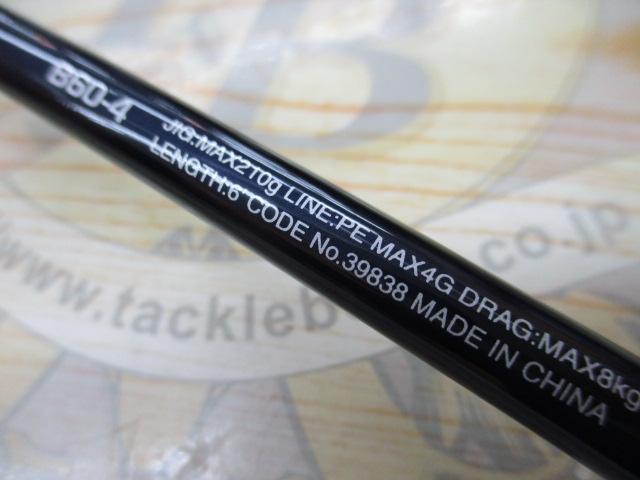 B
660-4
JIG:MAX210g LINE:PE MAX4G DRAG:MAX8kg
LENGTH:6' CODE No.39838 MADE IN CHINA
www.tackleb
.co.jp